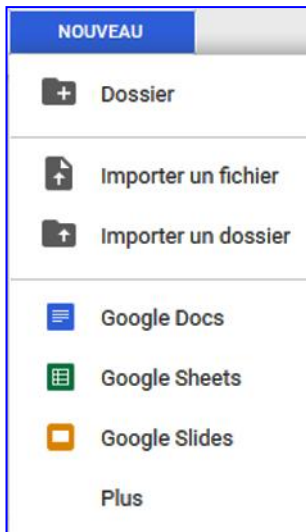 NOUVEAU
Dossier
Importer un fichier
Importer un dossier
Google Docs
Google Sheets
Google Slides
Plus